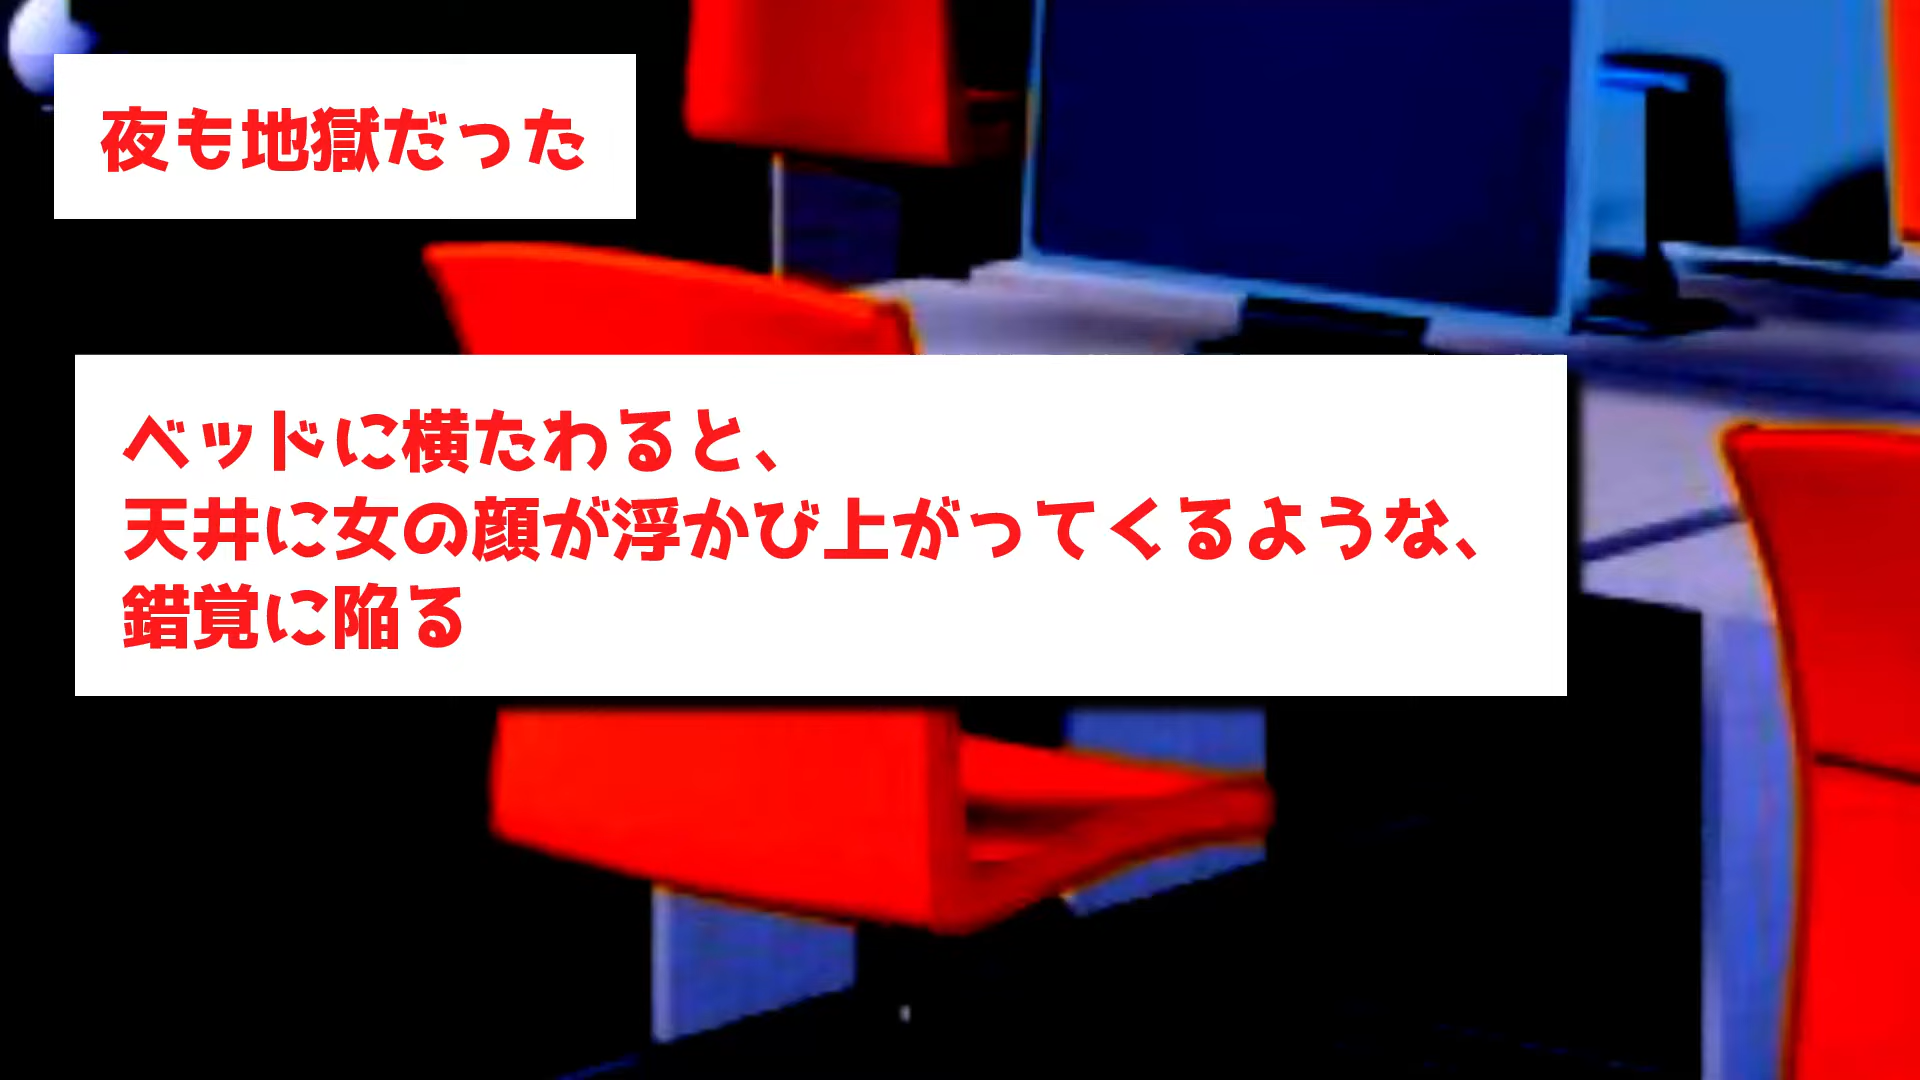 夜も地獄だった
ベッドに横たわると、
天井に女の顔が浮かび上がってくるような、
錯覚に陥る